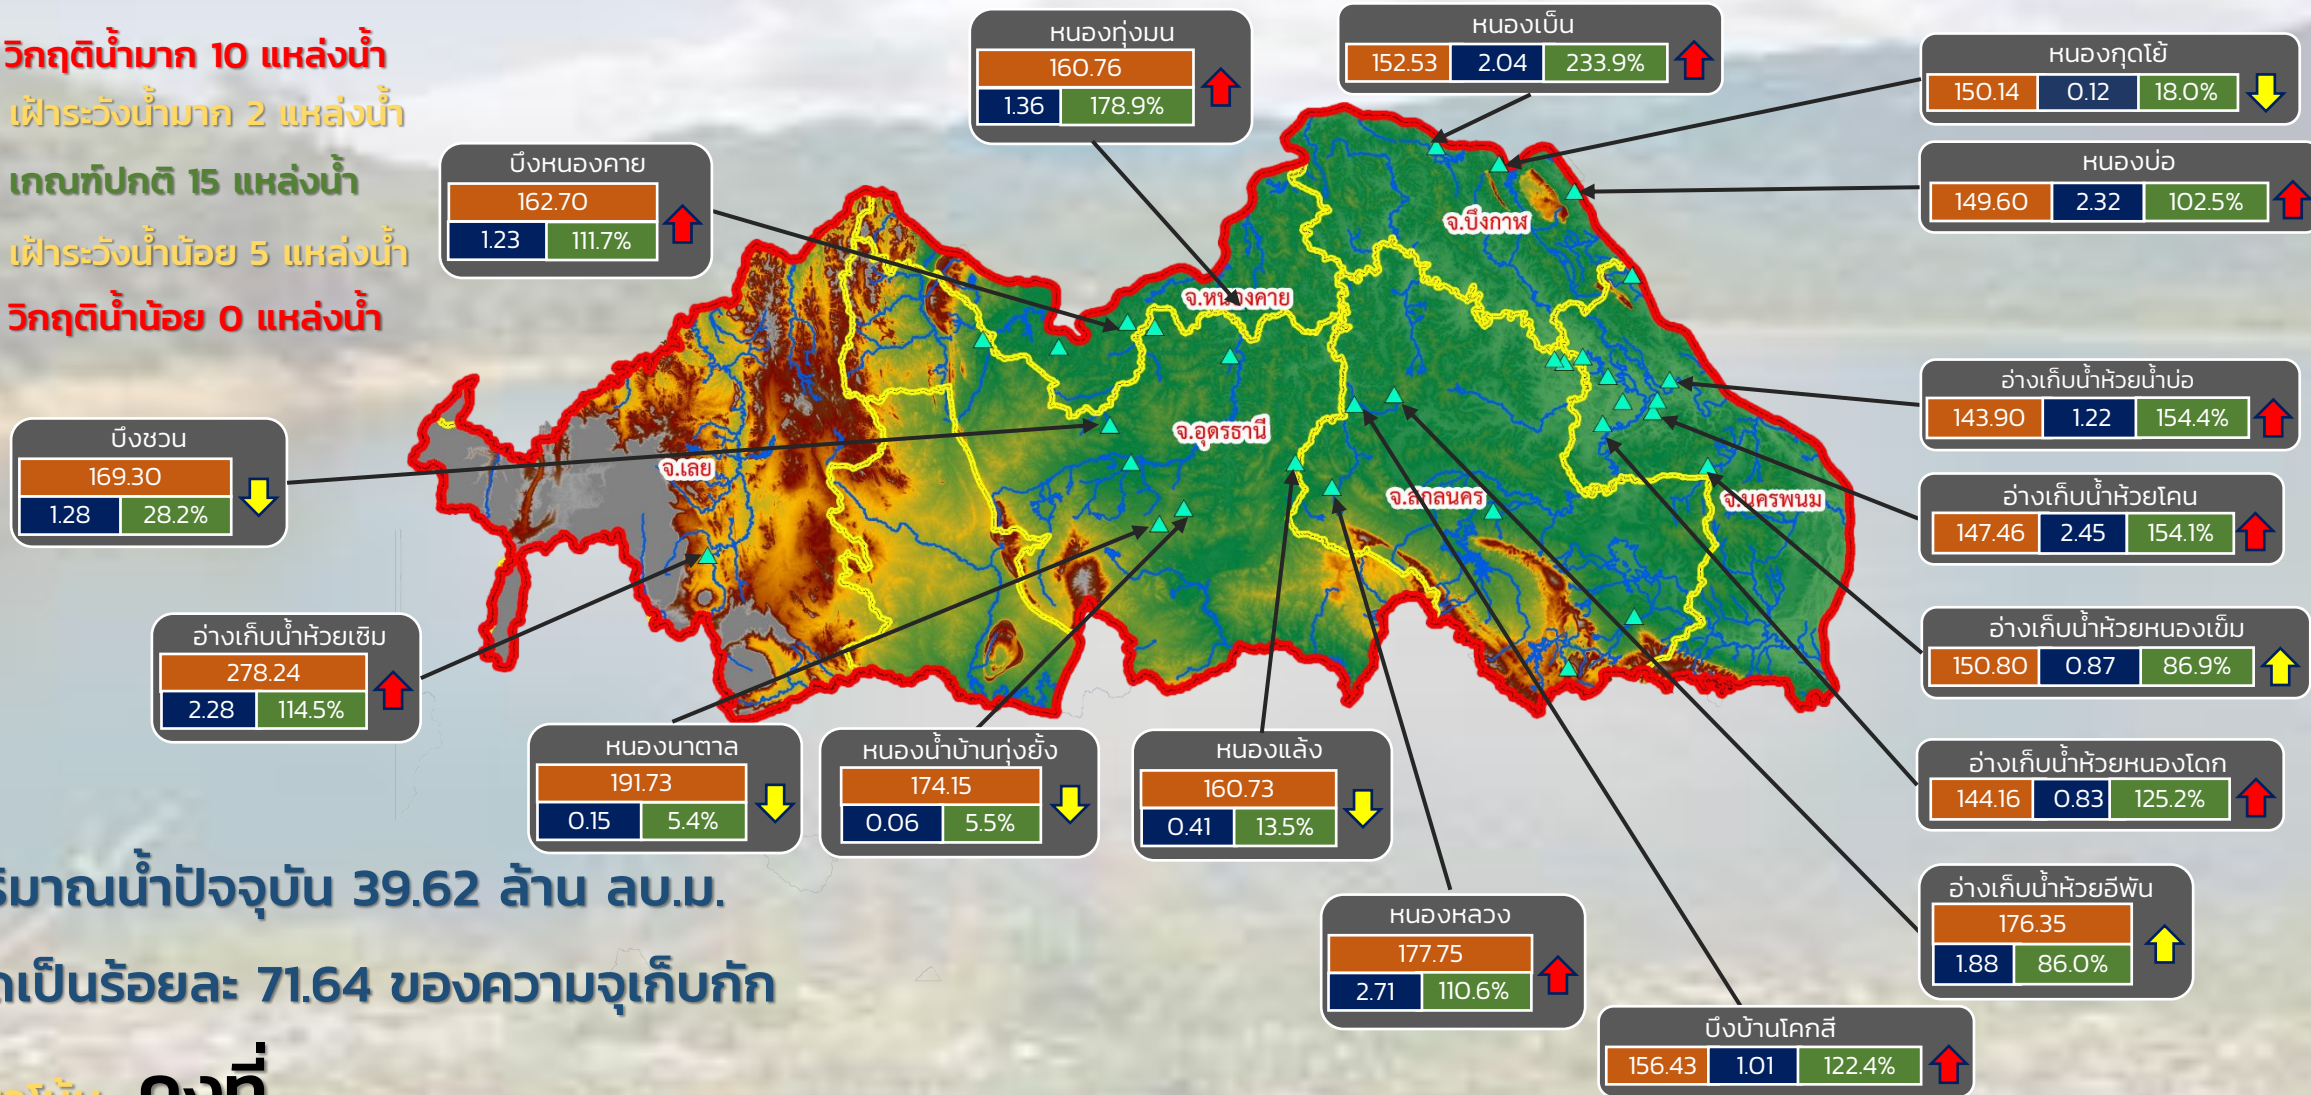 วิกฤติน้ำมาก 10 แหล่งน้ำ
เฝ้าระวังน้ำมาก 2 แหล่งน้ำ
เกณฑ์ปกติ 15 แหล่งน้ำ
เฝ้าระวังน้ำน้อย 5 แหล่งน้ำ
วิกฤติน้ำน้อย 0 แหล่งน้ำ
หนองทุ่งมน
160.76
1.36 178.9%
หนองเบ็น
152.53 2.04 233.9%
หนองกุดโย้
150.14 0.12 18.0%
หนองบ่อ
149.60 2.32 102.5%
บึงหนองคาย
162.70
1.23 111.7%
จ.บึงกาฬ
จ.หนองคาย
จ.อุดรธานี
จ.เลย
จ.สกลนคร
จ.นครพนม
บึงชวน
169.30
1.28 28.2%
อ่างเก็บน้ำห้วยน้ำบ่อ
143.90 1.22 154.4%
อ่างเก็บน้ำห้วยโคน
147.46 2.45 154.1%
อ่างเก็บน้ำห้วยเซิม
278.24
2.28 114.5%
อ่างเก็บน้ำห้วยหนองเข็ม
150.80 0.87 86.9%
หนองนาตาล
191.73
0.15 5.4%
หนองน้ำบ้านทุ่งยั้ง
174.15
0.06 5.5%
หนองแล้ง
160.73
0.41 13.5%
อ่างเก็บน้ำห้วยหนองโดก
144.16 0.83 125.2%
อ่างเก็บน้ำห้วยอีพัน
176.35
1.88 86.0%
หนองหลวง
177.75
2.71 110.6%
บึงบ้านโคกสี
156.43 1.01 122.4%
ริมาณน้ำปัจจุบัน 39.62 ล้าน ลบ.ม.
ดเป็นร้อยละ 71.64 ของความจุเก็บกัก
คงที่